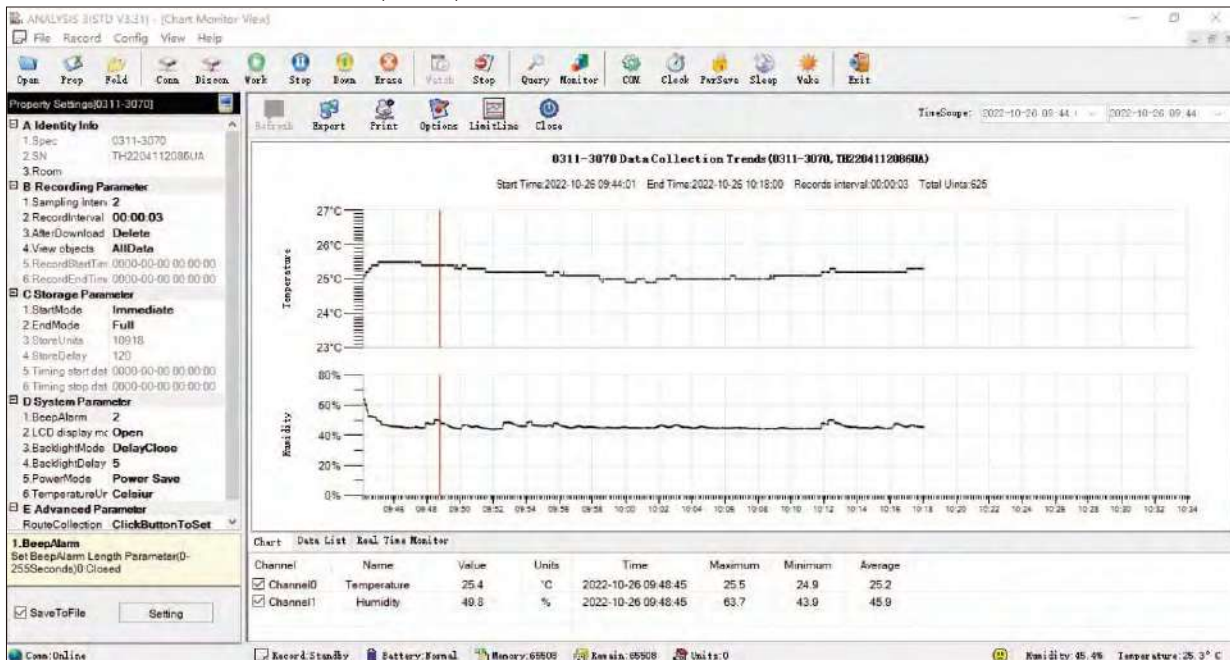 ANALYSIS 3(STD V3.31) - [Chart Monitor View]
File Record Config View Help
Open Prop Fold Conn Discon Work Stop Down Erase Watch Stop Query Monitor COM Clock ParSave Sleep Wake Exit
Property Settings[0311-3070]
A Identity Info
1.Spec 0311-3070
2.SN TH2204112086UA
3.Room
B Recording Parameter
1.Sampling Inten 2
2.RecordInterval 00:00:03
3.AfterDownload Delete
4.View objects AllData
5.RecordStartTim 0000-00-00 00:00:00
6.RecordEndTime 0000-00-00 00:00:00
C Storage Parameter
1.StartMode Immediate
2.EndMode Full
3.StoreUnits 10918
4.StoreDelay 120
5.Timing start dat 0000-00-00 00:00:00
6.Timing stop dat 0000-00-00 00:00:00
D System Parameter
1.BeepAlarm 2
2.LCD display mc Open
3.BacklightMode DelayClose
4.BacklightDelay 5
5.PowerMode Power Save
6.TemperatureUr Celsiur
E Advanced Parameter
RouteCollection ClickButtonToSet
1.BeepAlarm
Set BeepAlarm Length Parameter(0-
255Seconds)0:Closed
SaveToFile Setting
Refresh Export Print Options LimitLine Close
TimeScope: 2022-10-26 09:44 2022-10-26 09:44
0311-3070 Data Collection Trends(0311-3070, TH2204112086UA)
Start Time:2022-10-26 09:44:01 End Time:2022-10-26 10:18:00 Records interval:00:00:03 Total Uints:625
Temperature
27°C
26°C
25°C
24°C
23°C
Humidity
80%
60%
40%
20%
0%
09:46 09:48 09:50 09:52 09:54 09:56 09:58 10:00 10:02 10:04 10:06 10:08 10:10 10:12 10:14 10:16 10:18 10:20 10:22 10:24 10:26 10:28 10:30 10:32 10:34
Chart Data List Real Time Monitor
Channel Name Value Units Time Maximum Minimum Average
Channel0 Temperature 25.4 °C 2022-10-26 09:48:45 25.5 24.9 25.2
Channel1 Humidity 49.8 % 2022-10-26 09:48:45 63.7 43.9 45.9
Conn:Online Record:Standby Battery:Normal Memory:65508 Remain:65508 Units:0 Humidity:45.4% Temperature:25.3°C